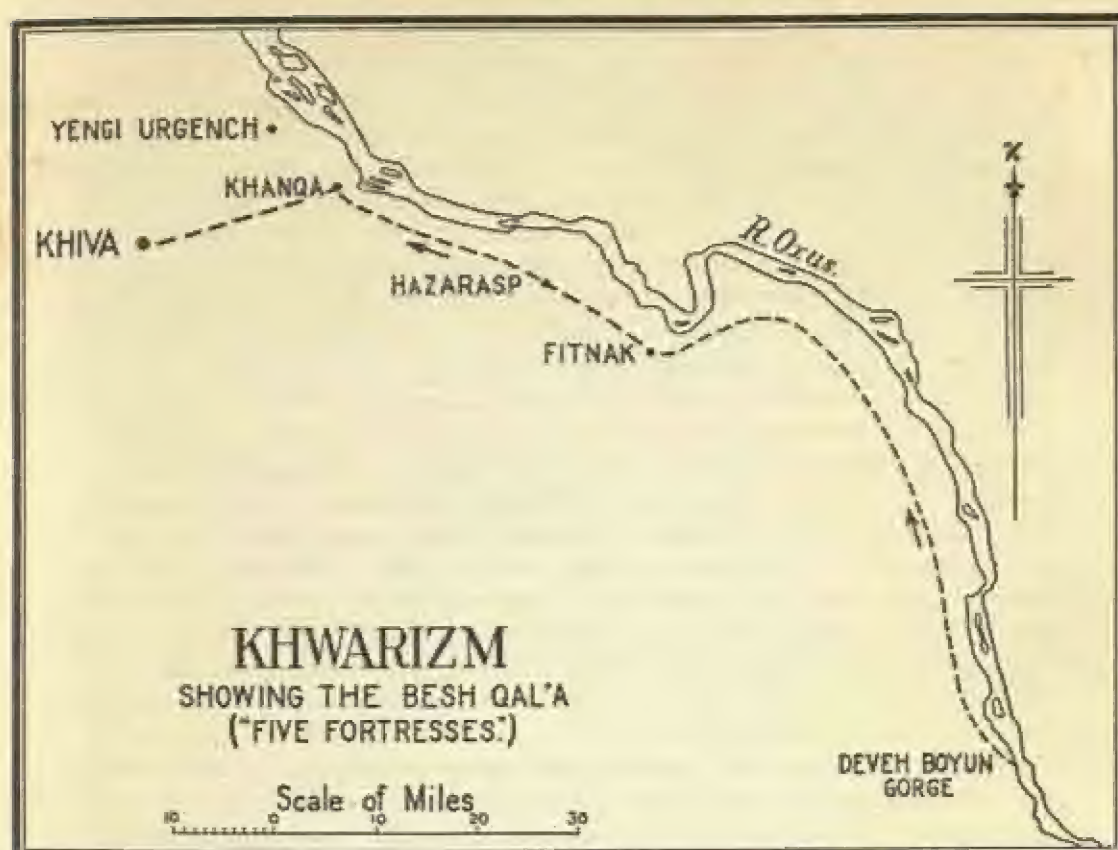 N
YENGI URGENCH
KHANQA
KHIVA
R. Oxus.
HAZARASP
FITNAK
KHWARIZM
SHOWING THE BESH QAL'A
("FIVE FORTRESSES.")
DEVEH BOYUN
GORGE
Scale of Miles
10 0 10 20 30